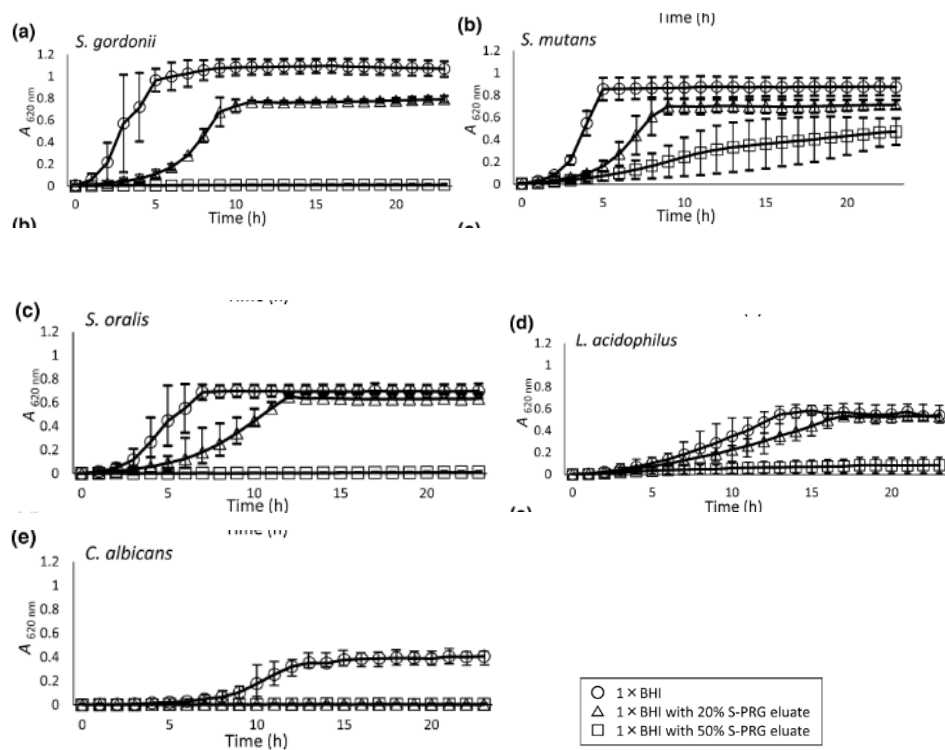 Time (h)
(a)
S. gordonii
1.2
1
0.8
0.6
0.4
0.2
0
A 620 nm
0 5 10 15 20
Time (h)
(b)
(b)
S. mutans
1.2
1
0.8
0.6
0.4
0.2
0
A 620 nm
0 5 10 15 20
Time (h)
Time (h)
(c)
S. oralis
1.2
1
0.8
0.6
0.4
0.2
0
A 620 nm
0 5 10 15 20
Time (h)
(d)
L. acidophilus
1.2
1
0.8
0.6
0.4
0.2
0
A 620 nm
0 5 10 15 20
Time (h)
Time (h)
(e)
C. albicans
1.2
1
0.8
0.6
0.4
0.2
0
A 620 nm
0 5 10 15 20
Time (h)
1 × BHI
1 × BHI with 20% S-PRG eluate
1 × BHI with 50% S-PRG eluate